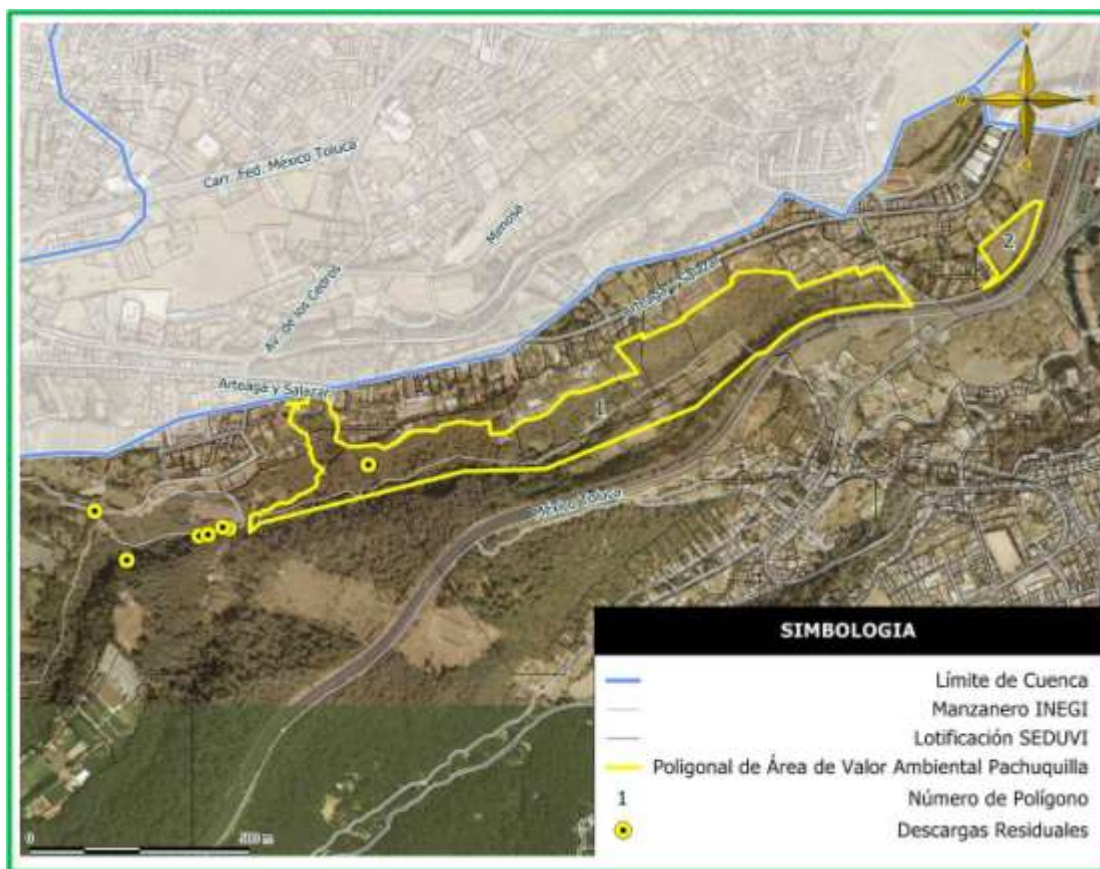 N
W
E
S
Carr. Fed. México Toluca
Mimosa
Av. de los Cedros
Arteaga y Salazar
Arteaga y Salazar
1
2
México Toluca
SIMBOLOGIA
Límite de Cuenca
Manzanero INEGI
Lotificación SEDUVI
Poligonal de Área de Valor Ambiental Pachuquilla
1 Número de Polígono
Descargas Residuales
0 500 m